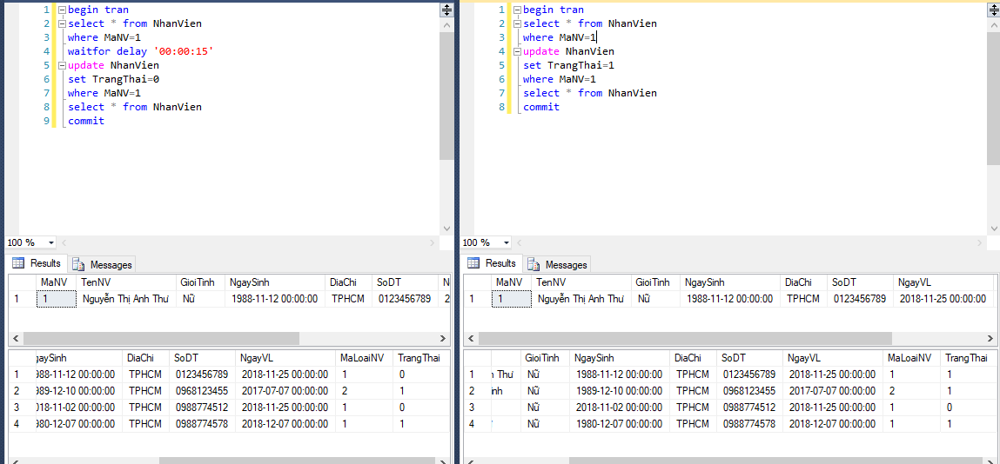 1 begin tran
2 select * from NhanVien
3 where MaNV=1
4 waitfor delay '00:00:15'
5 update NhanVien
6 set TrangThai=0
7 where MaNV=1
8 select * from NhanVien
9 commit
100 %
Results Messages
MaNV TenNV GioiTinh NgaySinh DiaChi SoDT N
1 1 Nguyễn Thị Anh Thư Nữ 1988-11-12 00:00:00 TPHCM 0123456789 2
gaySinh DiaChi SoDT NgayVL MaLoaiNV TrangThai
1 988-11-12 00:00:00 TPHCM 0123456789 2018-11-25 00:00:00 1 0
2 989-12-10 00:00:00 TPHCM 0968123455 2017-07-07 00:00:00 2 1
3 018-11-02 00:00:00 TPHCM 0988774512 2018-11-25 00:00:00 1 0
4 980-12-07 00:00:00 TPHCM 0988774578 2018-12-07 00:00:00 1 1
1 begin tran
2 select * from NhanVien
3 where MaNV=1
4 update NhanVien
5 set TrangThai=1
6 where MaNV=1
7 select * from NhanVien
8 commit
100 %
Results Messages
MaNV TenNV GioiTinh NgaySinh DiaChi SoDT NgayVL
1 1 Nguyễn Thị Anh Thư Nữ 1988-11-12 00:00:00 TPHCM 0123456789 2018-11-25 00:00:00
GioiTinh NgaySinh DiaChi SoDT NgayVL MaLoaiNV TrangThai
1 Thư Nữ 1988-11-12 00:00:00 TPHCM 0123456789 2018-11-25 00:00:00 1 1
2 inh Nữ 1989-12-10 00:00:00 TPHCM 0968123455 2017-07-07 00:00:00 2 1
3 Nữ 2018-11-02 00:00:00 TPHCM 0988774512 2018-11-25 00:00:00 1 0
4 Nữ 1980-12-07 00:00:00 TPHCM 0988774578 2018-12-07 00:00:00 1 1